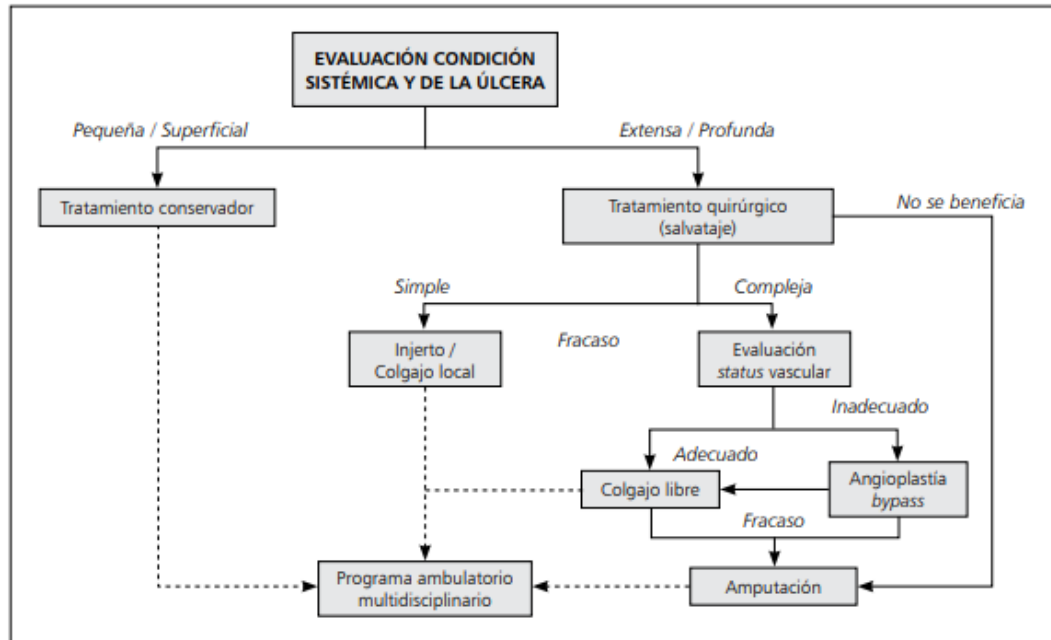 EVALUACIÓN CONDICIÓN
SISTÉMICA Y DE LA ÚLCERA
Pequeña / Superficial
Extensa / Profunda
Tratamiento conservador
Tratamiento quirúrgico
(salvataje)
No se beneficia
Simple
Compleja
Injerto /
Colgajo local
Fracaso
Evaluación
status vascular
Inadecuado
Adecuado
Colgajo libre
Angioplastía
bypass
Fracaso
Programa ambulatorio
multidisciplinario
Amputación